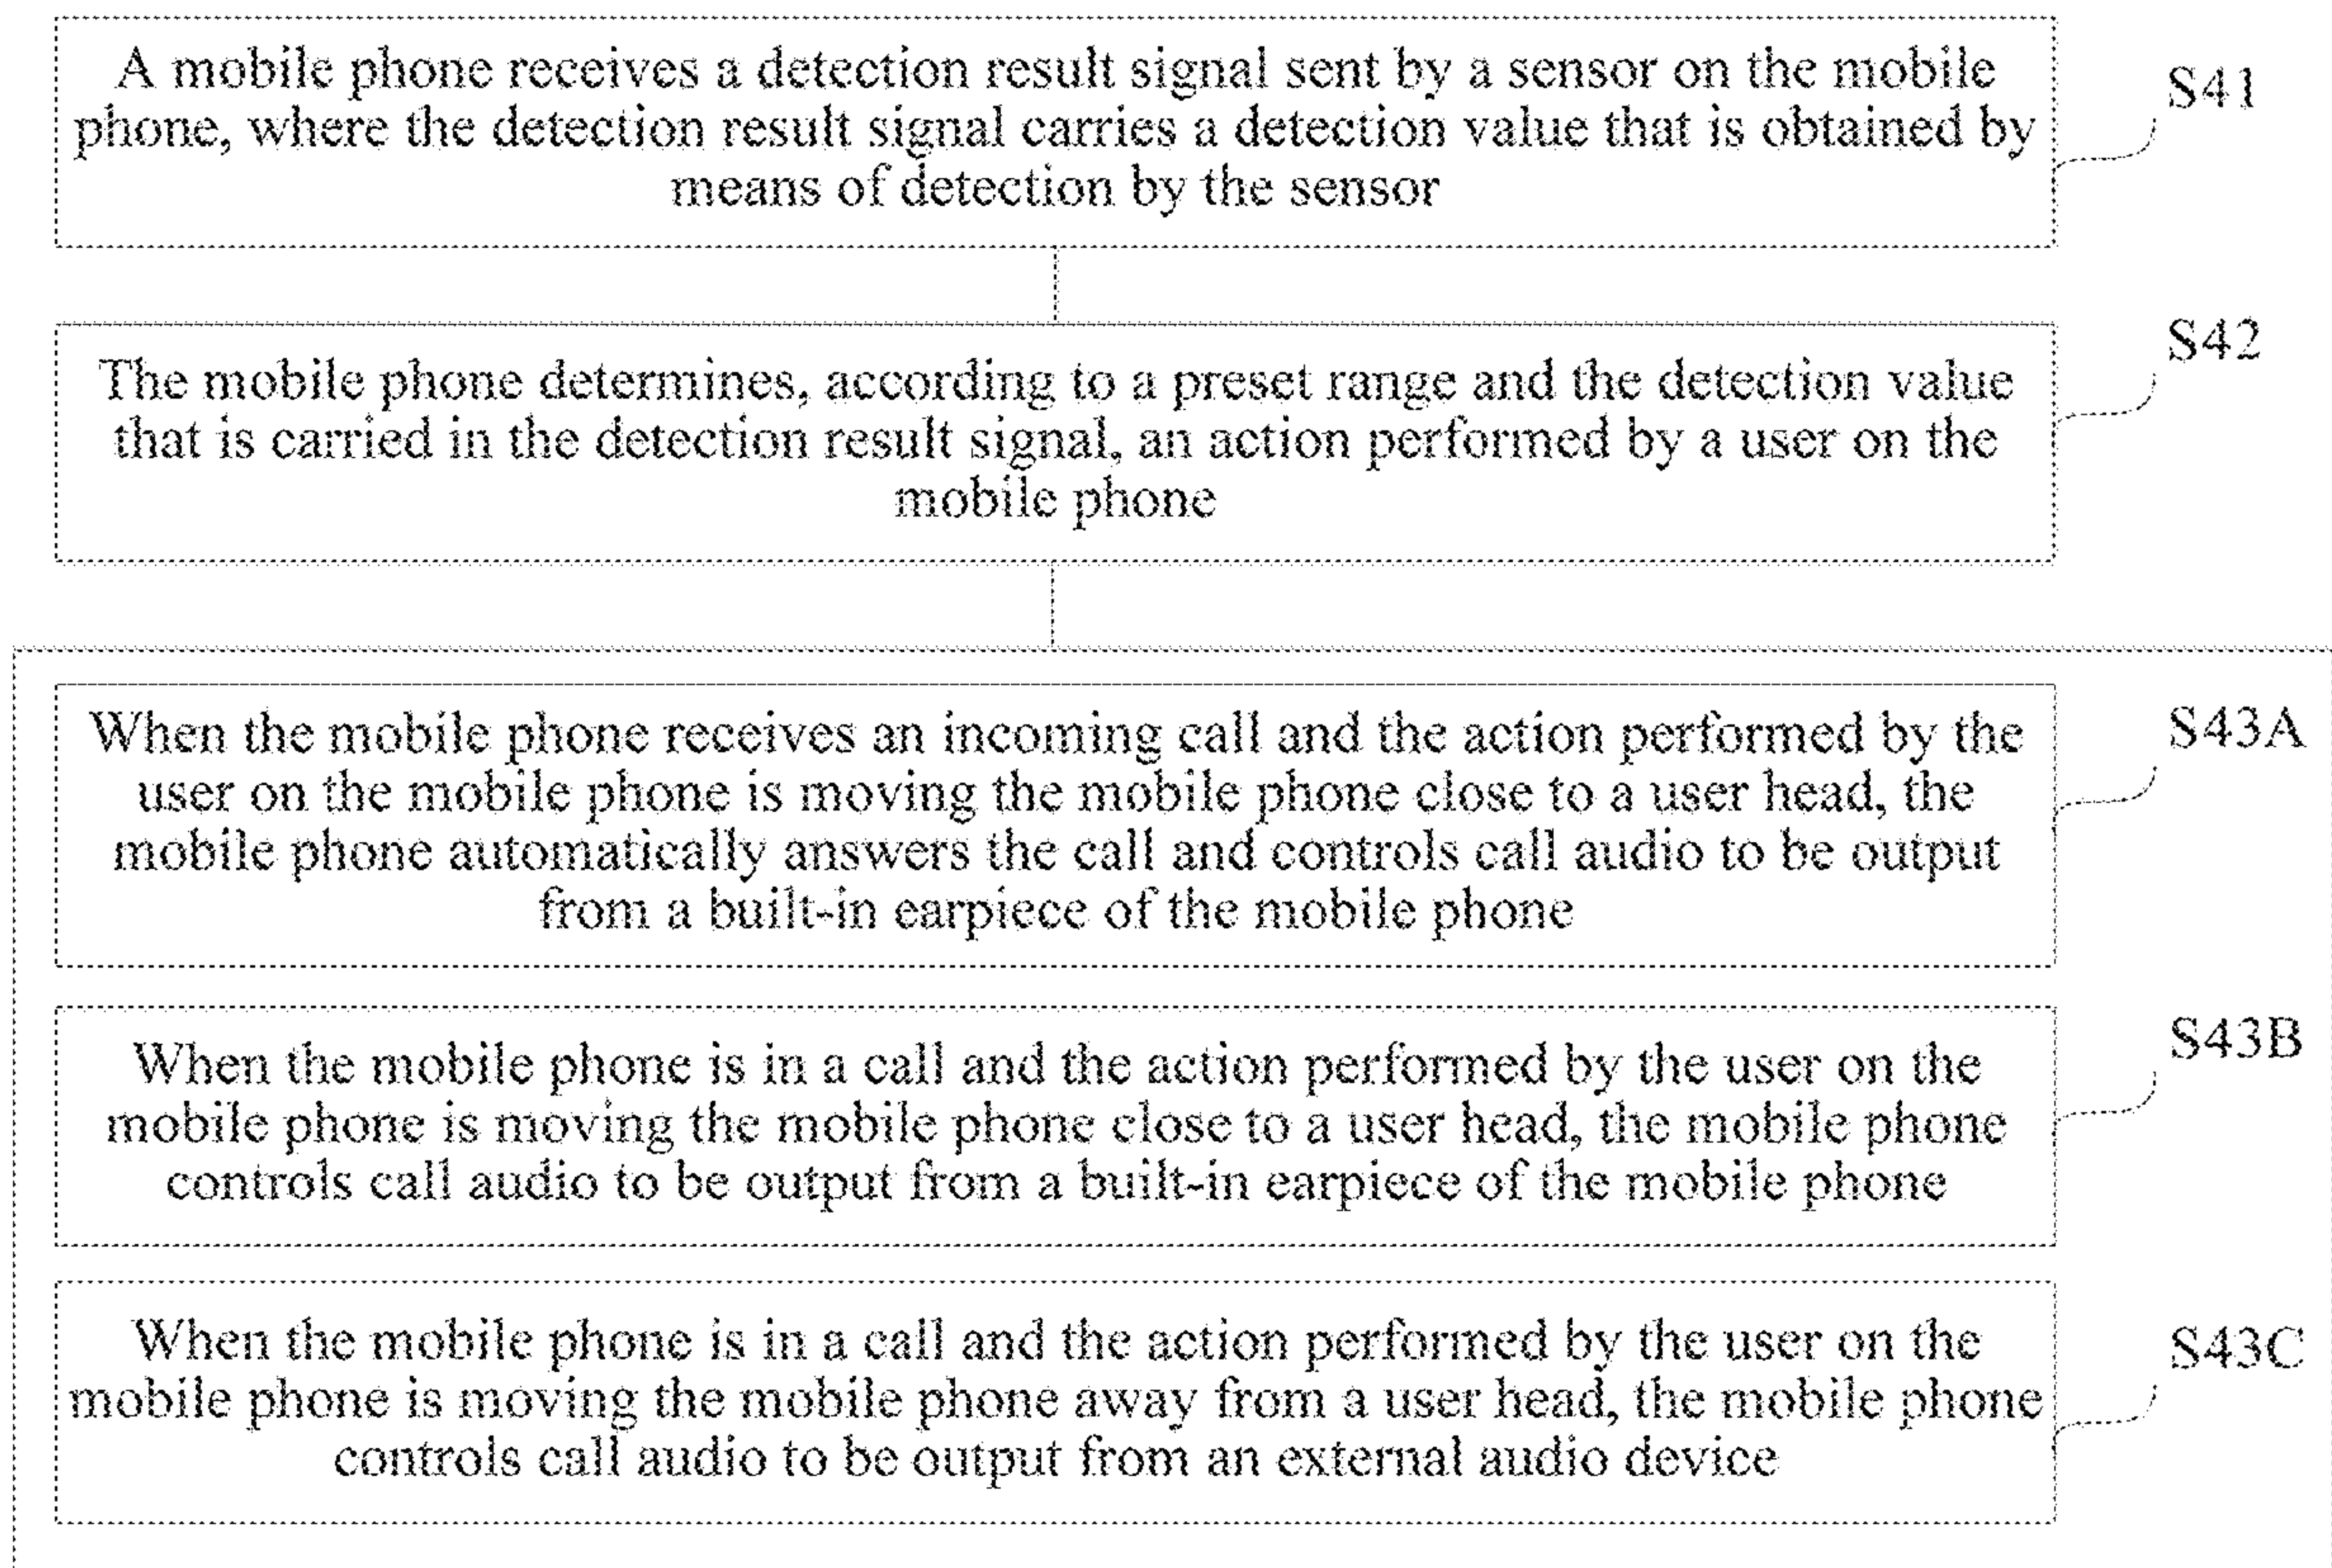 A mobile phone receives a detection result signal sent by a sensor on the mobile
phone, where the detection result signal carries a detection value that is obtained by
means of detection by the sensor
S41
The mobile phone determines, according to a preset range and the detection value
that is carried in the detection result signal, an action performed by a user on the
mobile phone
S42
When the mobile phone receives an incoming call and the action performed by the
user on the mobile phone is moving the mobile phone close to a user head, the
mobile phone automatically answers the call and controls call audio to be output
from a built-in earpiece of the mobile phone
S43A
When the mobile phone is in a call and the action performed by the user on the
mobile phone is moving the mobile phone close to a user head, the mobile phone
controls call audio to be output from a built-in earpiece of the mobile phone
S43B
When the mobile phone is in a call and the action performed by the user on the
mobile phone is moving the mobile phone away from a user head, the mobile phone
controls call audio to be output from an external audio device
S43C